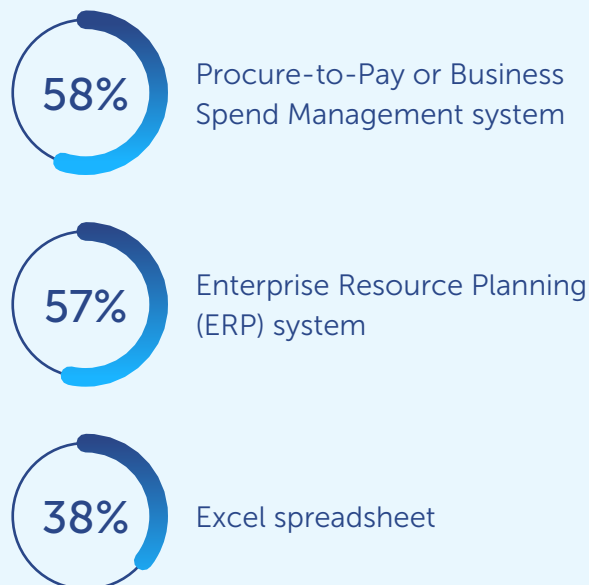 58%
Procure-to-Pay or Business
Spend Management system
57%
Enterprise Resource Planning
(ERP) system
38%
Excel spreadsheet